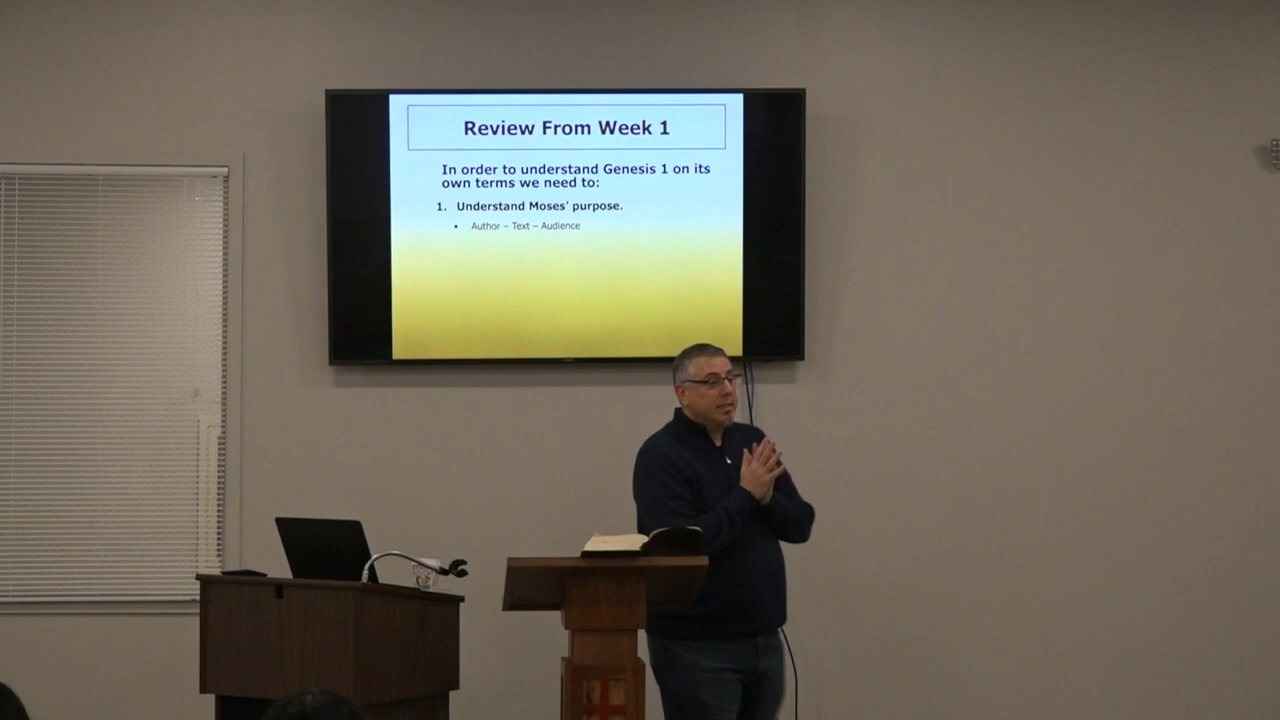 Review From Week 1
In order to understand Genesis 1 on its
own terms we need to:
1. Understand Moses’ purpose.
• Author – Text – Audience